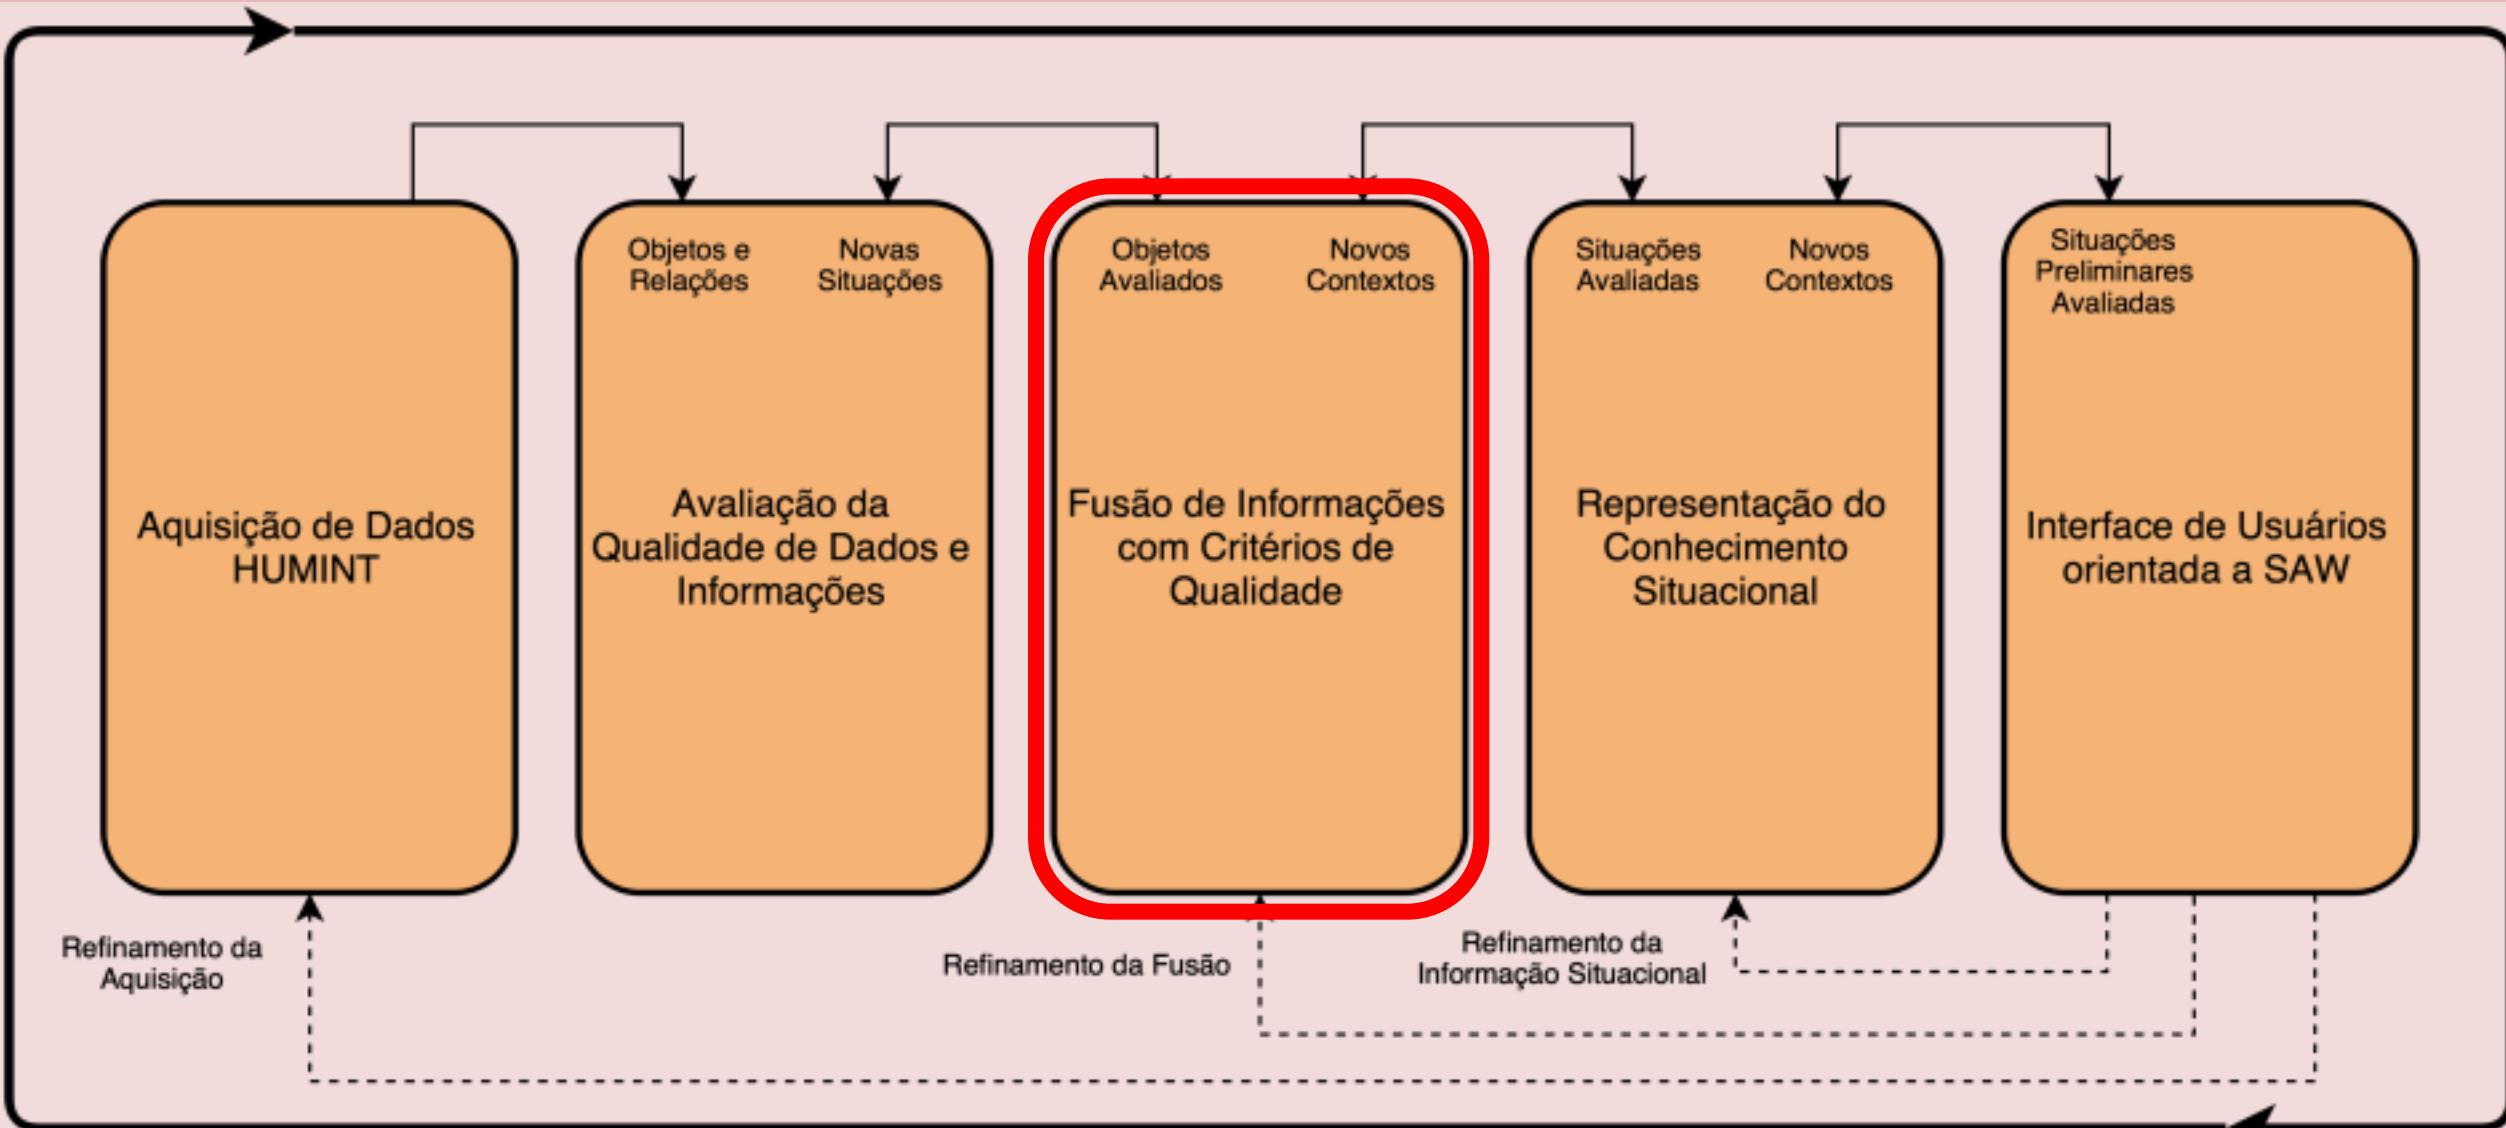 Aquisição de Dados
HUMINT
Objetos e
Relações
Novas
Situações
Avaliação da
Qualidade de Dados e
Informações
Objetos
Avaliados
Novos
Contextos
Fusão de Informações
com Critérios de
Qualidade
Situações
Avaliadas
Novos
Contextos
Representação do
Conhecimento
Situacional
Situações
Preliminares
Avaliadas
Interface de Usuários
orientada a SAW
Refinamento da
Aquisição
Refinamento da Fusão
Refinamento da
Informação Situacional